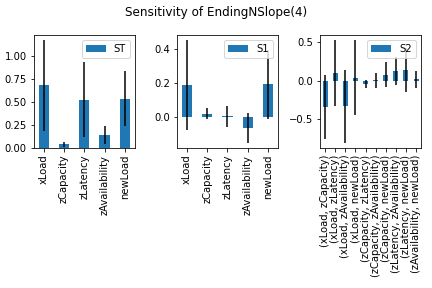 Sensitivity of EndingNSlope(4)
ST
S1
S2
1.00
0.75
0.50
0.25
0.00
0.4
0.2
0.0
0.5
0.0
−0.5
xLoad
zCapacity
zLatency
zAvailability
newLoad
xLoad
zCapacity
zLatency
zAvailability
newLoad
(xLoad, zCapacity)
(xLoad, zLatency)
(xLoad, zAvailability)
(xLoad, newLoad)
(zCapacity, zLatency)
(zCapacity, zAvailability)
(zCapacity, newLoad)
(zLatency, zAvailability)
(zLatency, newLoad)
(zAvailability, newLoad)